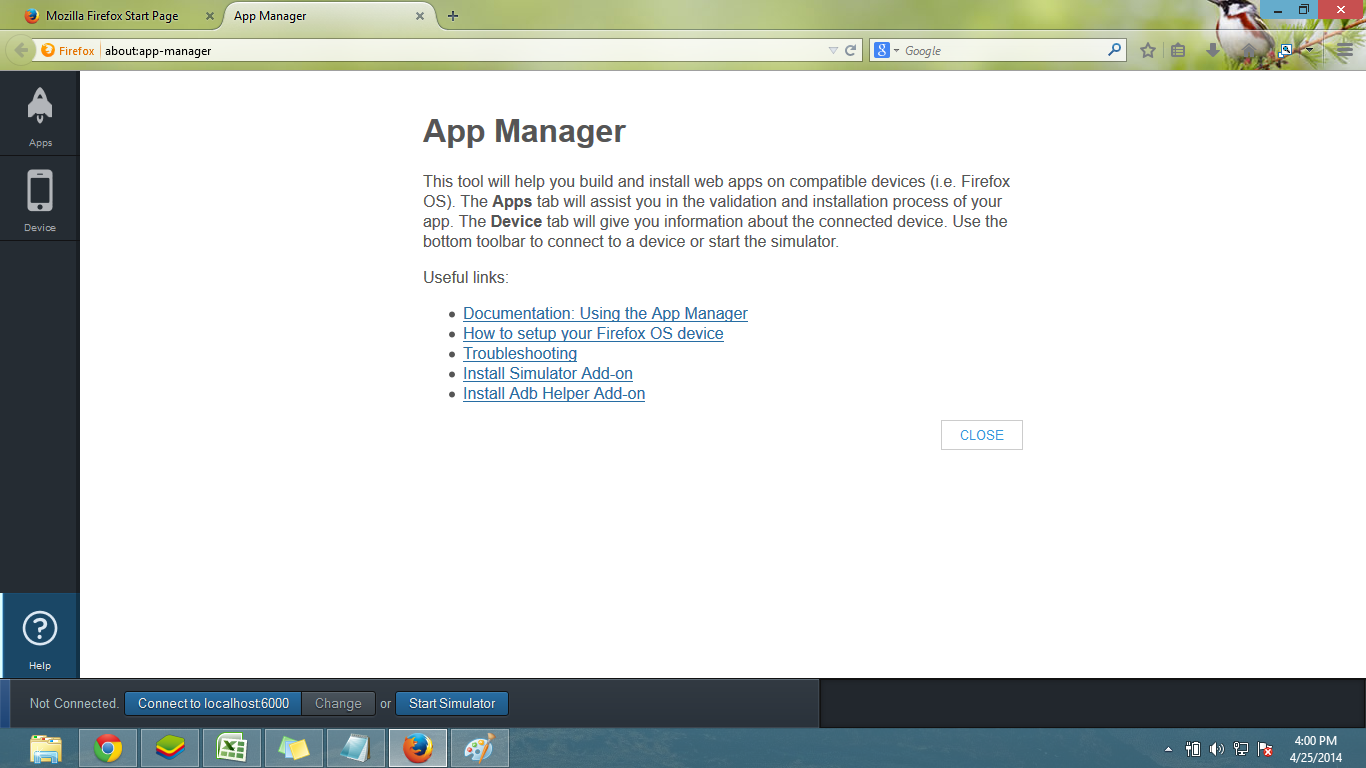 Mozilla Firefox Start Page
App Manager
Firefox
about:app-manager
Google
Apps
Device
App Manager
This tool will help you build and install web apps on compatible devices (i.e. Firefox
OS). The Apps tab will assist you in the validation and installation process of your
app. The Device tab will give you information about the connected device. Use the
bottom toolbar to connect to a device or start the simulator.
Useful links:
Documentation: Using the App Manager
How to setup your Firefox OS device
Troubleshooting
Install Simulator Add-on
Install Adb Helper Add-on
CLOSE
Help
Not Connected. Connect to localhost:6000 Change or Start Simulator
4:00 PM
4/25/2014